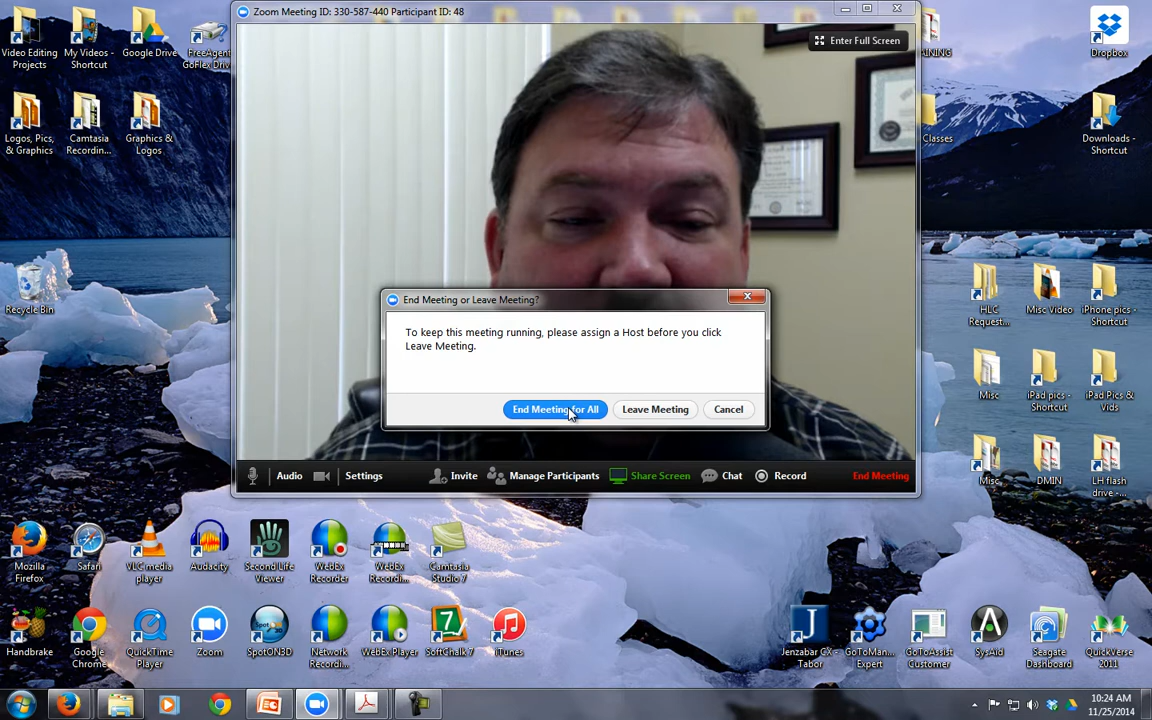 Zoom Meeting ID: 330-587-440 Participant ID: 48
Enter Full Screen
Video Editing
Projects
My Videos -
Shortcut
Google Drive
FreeAgent
GoFlex Driv
Logos, Pics,
& Graphics
Camtasia
Recordin...
Graphics &
Logos
Recycle Bin
AINING
Classes
Dropbox
Downloads -
Shortcut
HLC
Request...
Misc Video
iPhone pics -
Shortcut
Misc
iPad pics -
Shortcut
iPad Pics &
Vids
Misc
DMIN
LH flash
drive -...
End Meeting or Leave Meeting?
To keep this meeting running, please assign a Host before you click
Leave Meeting.
End Meeting for All
Leave Meeting
Cancel
Audio
Settings
Invite
Manage Participants
Share Screen
Chat
Record
End Meeting
Mozilla
Firefox
Safari
VLC media
player
Audacity
Second Life
Viewer
WebEx
Recorder
WebEx
Recordi...
Camtasia
Studio 7
Handbrake
Google
Chrome
QuickTime
Player
Zoom
SpotON3D
Network
Recordi...
WebEx Player
SoftChalk 7
iTunes
Jenzabar CX -
Tabor
GoToMan...
Expert
GoToAssist
Customer
SysAid
Seagate
Dashboard
QuickVerse
2011
10:24 AM
11/25/2014